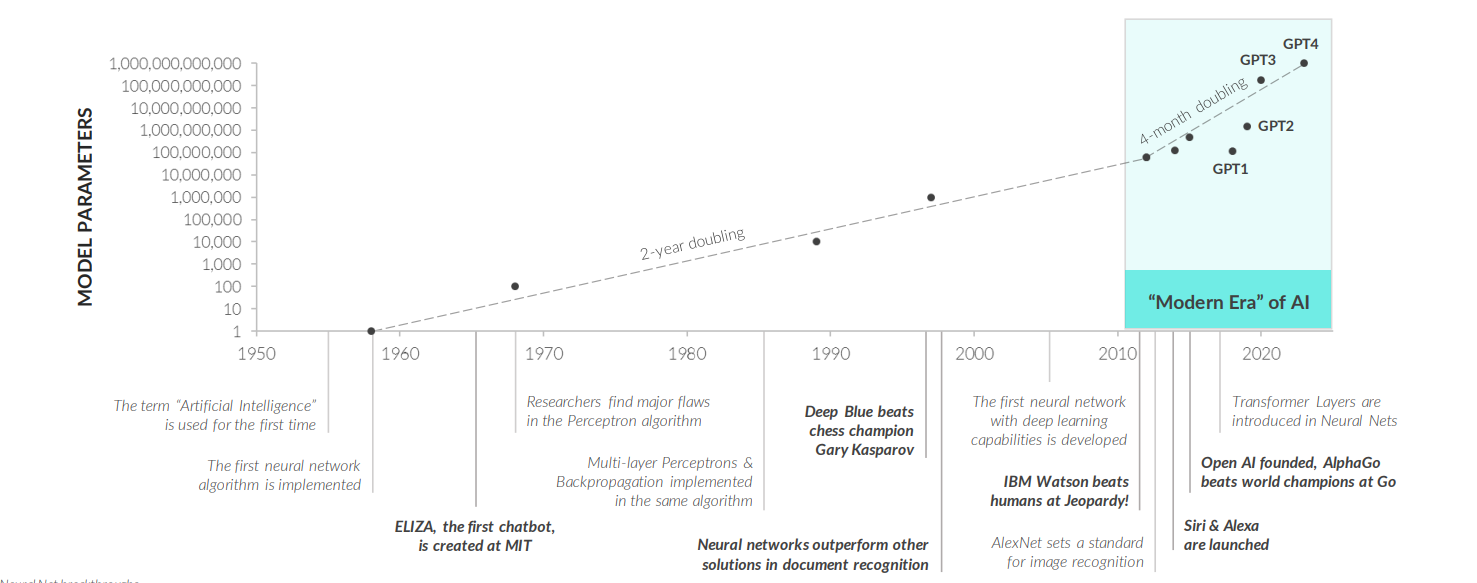 GPT4
GPT3
1,000,000,000,000
100,000,000,000
10,000,000,000
1,000,000,000
100,000,000
10,000,000
1,000,000
100,000
10,000
1,000
100
10
1
MODEL PARAMETERS
4-month doubling
GPT2
GPT1
2-year doubling
“Modern Era” of AI
1950 1960 1970 1980 1990 2000 2010 2020
The term “Artificial Intelligence”
is used for the first time
The first neural network
algorithm is implemented
ELIZA, the first chatbot,
is created at MIT
Researchers find major flaws
in the Perceptron algorithm
Multi-layer Perceptrons &
Backpropagation implemented
in the same algorithm
Deep Blue beats
chess champion
Gary Kasparov
Neural networks outperform other
solutions in document recognition
The first neural network
with deep learning
capabilities is developed
IBM Watson beats
humans at Jeopardy!
AlexNet sets a standard
for image recognition
Siri & Alexa
are launched
Open AI founded, AlphaGo
beats world champions at Go
Transformer Layers are
introduced in Neural Nets